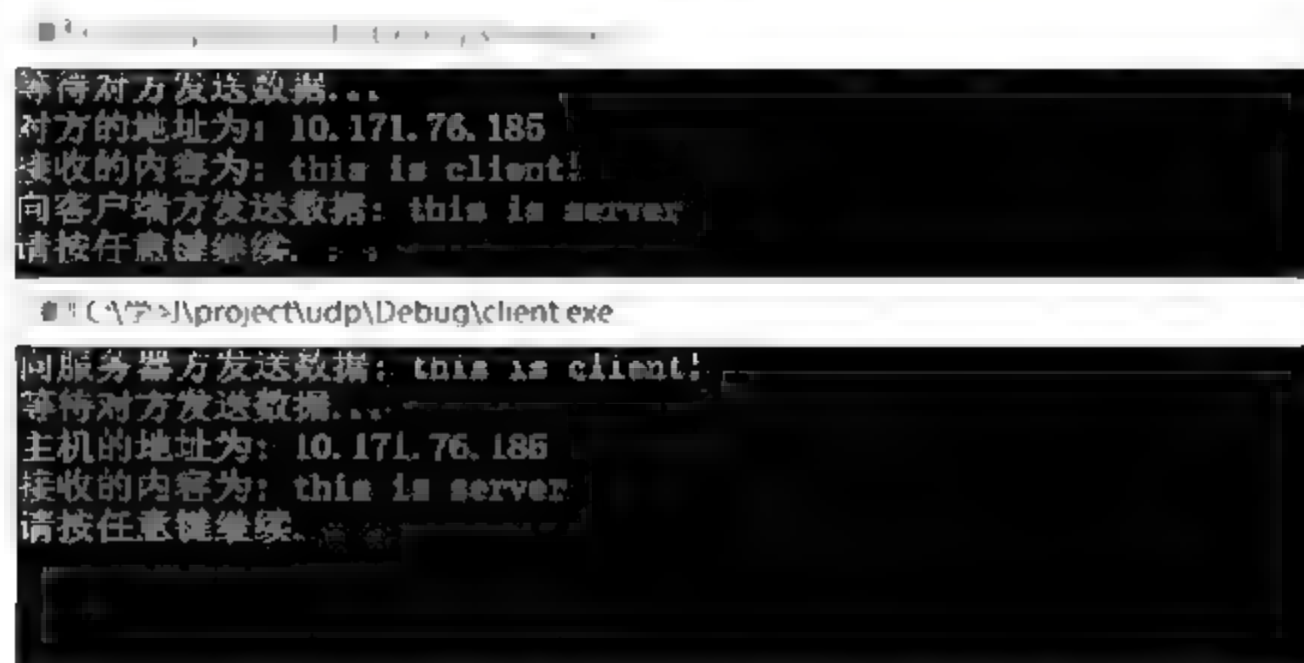 等待对方发送数据...
对方的地址为: 10.171.76.185
接收的内容为: this is client!
向客户端方发送数据: this is server
请按任意键继续. . .
\project\udp\Debug\client.exe
向服务器方发送数据: this is client!
等待对方发送数据...
主机的地址为: 10.171.76.185
接收的内容为: this is server
请按任意键继续. . .